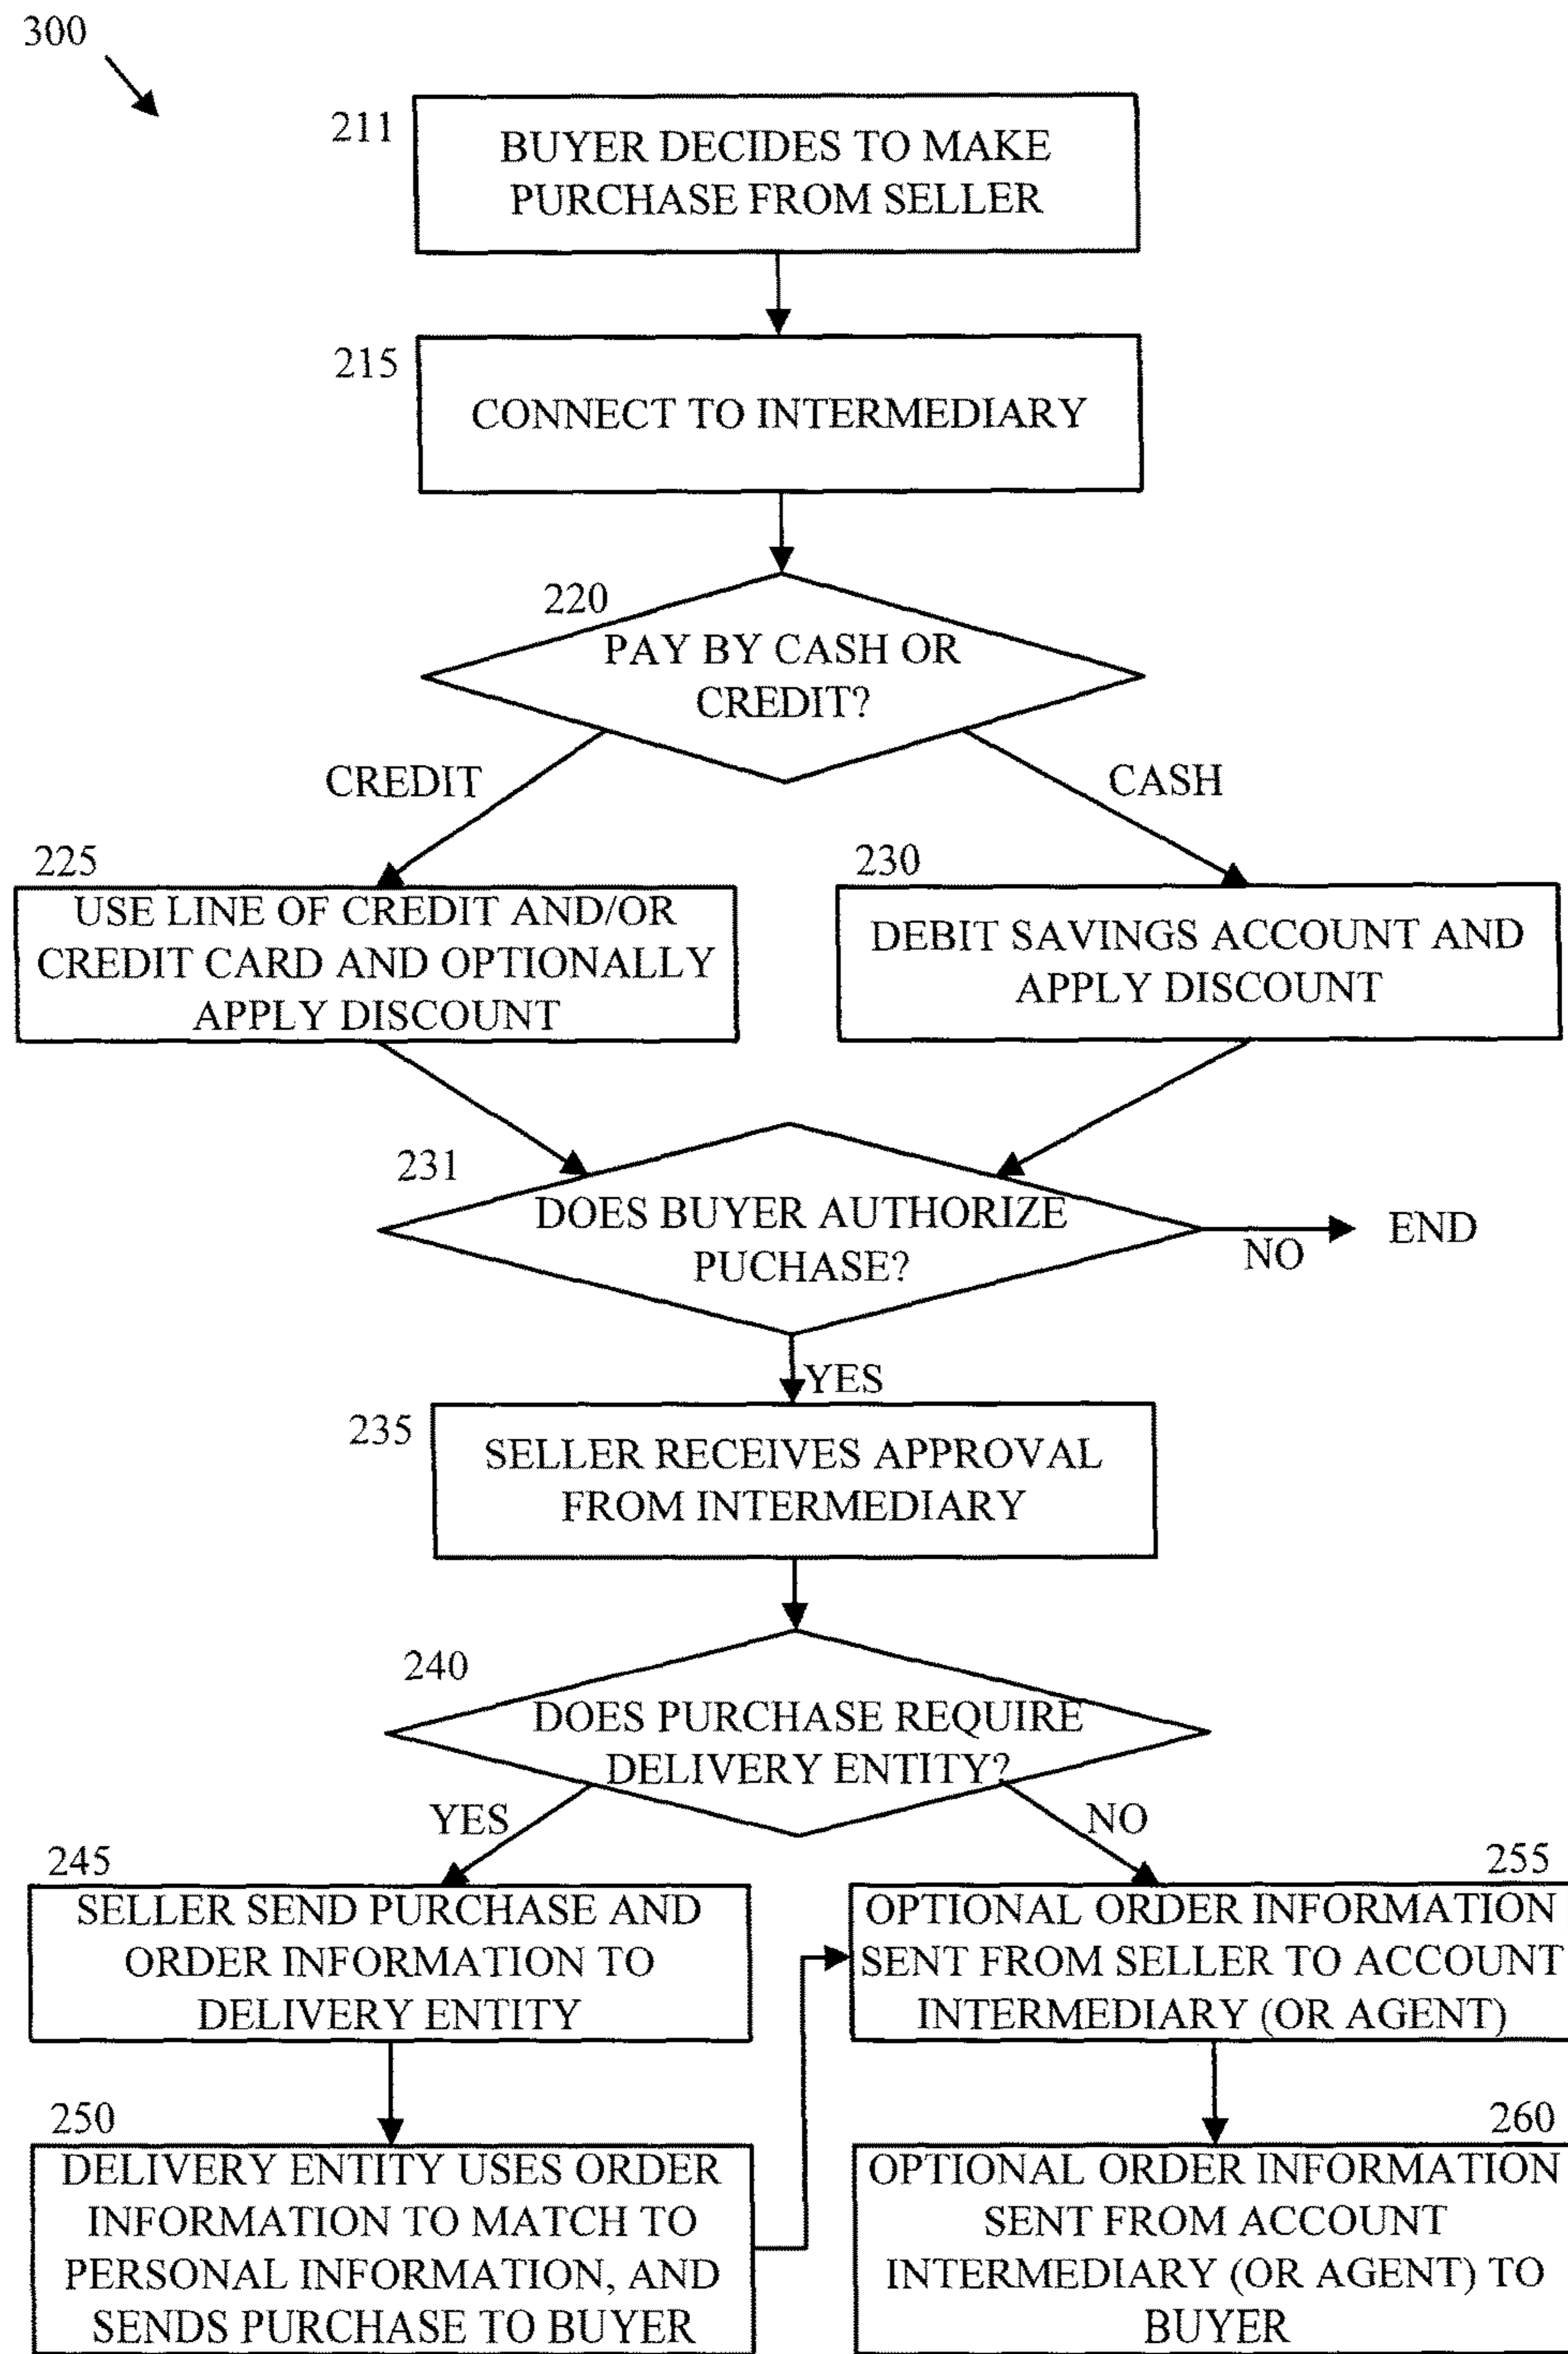 300
211
BUYER DECIDES TO MAKE
PURCHASE FROM SELLER
215
CONNECT TO INTERMEDIARY
220
PAY BY CASH OR
CREDIT?
CREDIT
CASH
225
USE LINE OF CREDIT AND/OR
CREDIT CARD AND OPTIONALLY
APPLY DISCOUNT
230
DEBIT SAVINGS ACCOUNT AND
APPLY DISCOUNT
231
DOES BUYER AUTHORIZE
PUCHASE?
NO
END
YES
235
SELLER RECEIVES APPROVAL
FROM INTERMEDIARY
240
DOES PURCHASE REQUIRE
DELIVERY ENTITY?
YES
NO
245
SELLER SEND PURCHASE AND
ORDER INFORMATION TO
DELIVERY ENTITY
255
OPTIONAL ORDER INFORMATION
SENT FROM SELLER TO ACCOUNT
INTERMEDIARY (OR AGENT)
250
DELIVERY ENTITY USES ORDER
INFORMATION TO MATCH TO
PERSONAL INFORMATION, AND
SENDS PURCHASE TO BUYER
260
OPTIONAL ORDER INFORMATION
SENT FROM ACCOUNT
INTERMEDIARY (OR AGENT) TO
BUYER